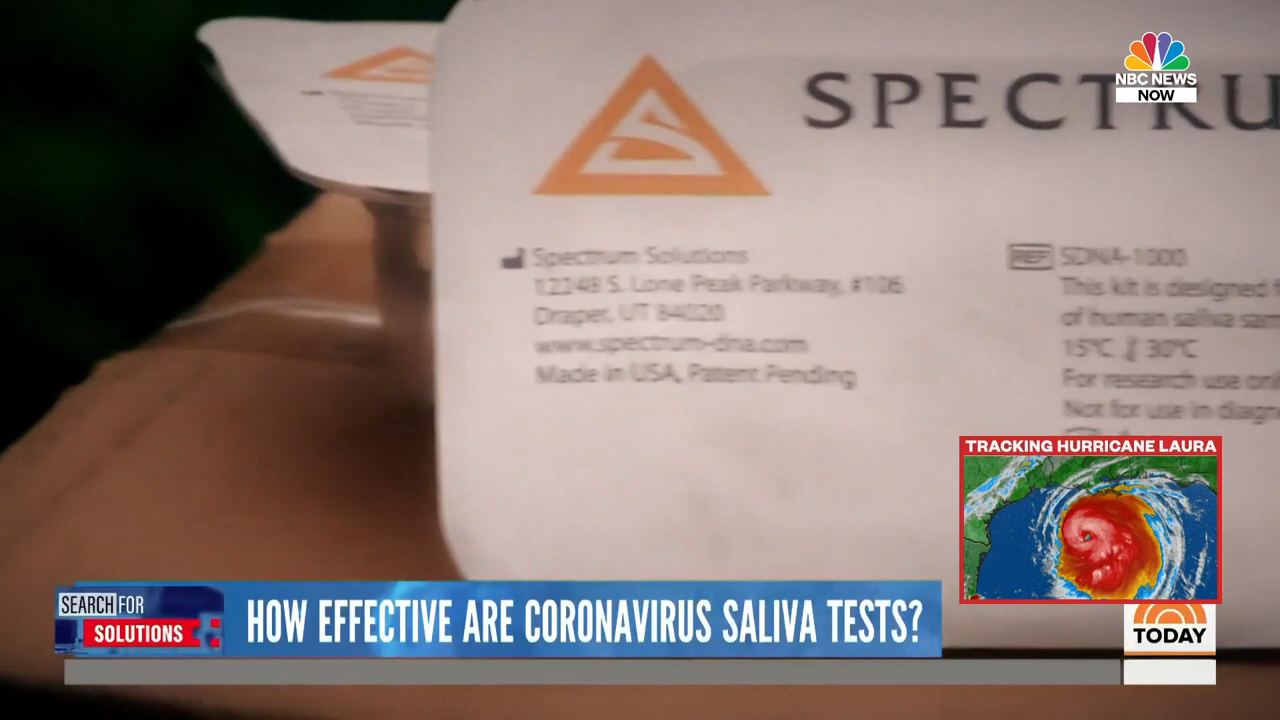 SPECTRU
Spectrum Solutions
12248 S. Lone Peak Parkway, #106
Draper, UT 84020
www.spectrum-dna.com
Made in USA, Patent Pending
REF SDNA-1000
This kit is designed
of human saliva sam
15°C 30°C
For research use onl
Not for use in diagn
NBC NEWS
NOW
TRACKING HURRICANE LAURA
SEARCH FOR
SOLUTIONS
HOW EFFECTIVE ARE CORONAVIRUS SALIVA TESTS?
TODAY